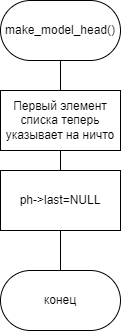 make_model_head()
Первый элемент
списка теперь
указывает на ничто
ph->last=NULL
конец